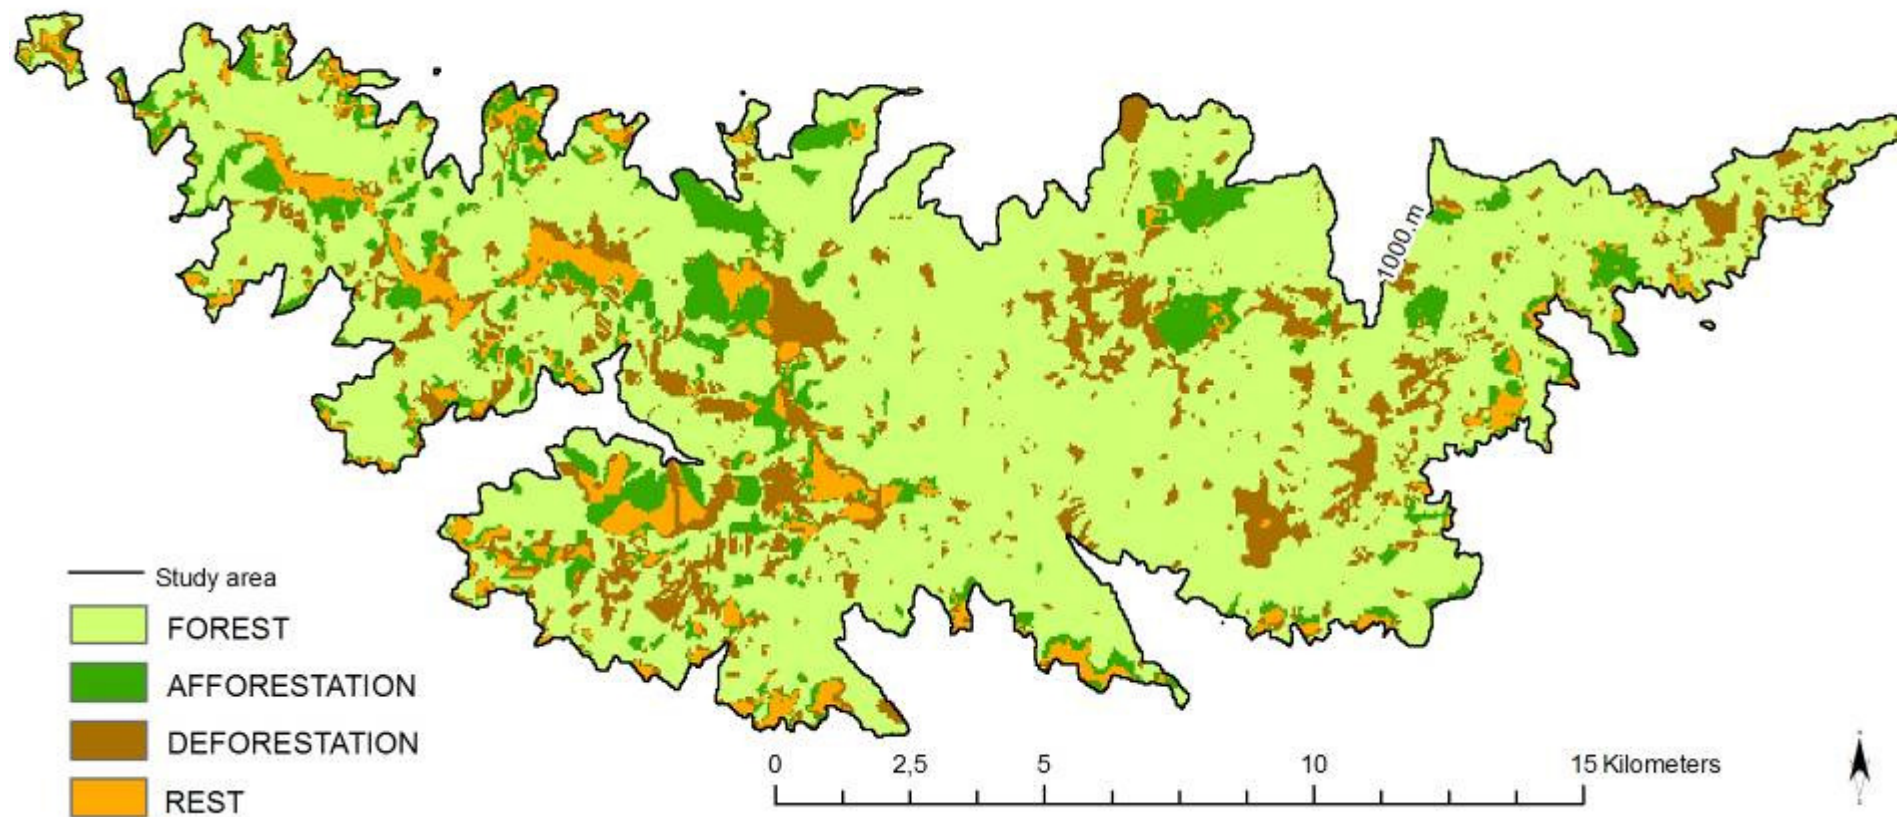 1000 m
Study area
FOREST
AFFORESTATION
DEFORESTATION
REST
0 2,5 5 10 15 Kilometers